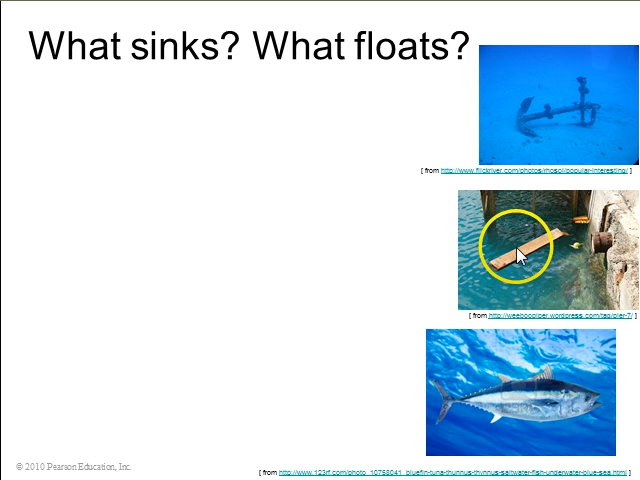 What sinks? What floats?
[ from http://www.flickriver.com/photos/rhosoi/popular-interesting/ ]
[ from http://weeboopiper.wordpress.com/tag/pier-7/ ]
© 2010 Pearson Education, Inc.
[ from http://www.123rf.com/photo_10758041_bluefin-tuna-thunnus-thynnus-saltwater-fish-underwater-blue-sea.html ]